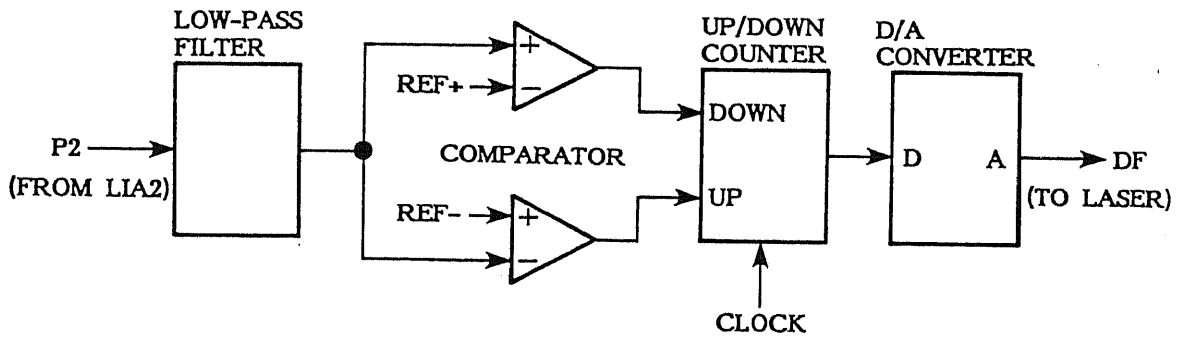 LOW-PASS
FILTER
UP/DOWN
COUNTER
D/A
CONVERTER
+
REF+
−
DOWN
P2
COMPARATOR
D
A
DF
(FROM LIA2)
(TO LASER)
UP
REF-
+
−
CLOCK